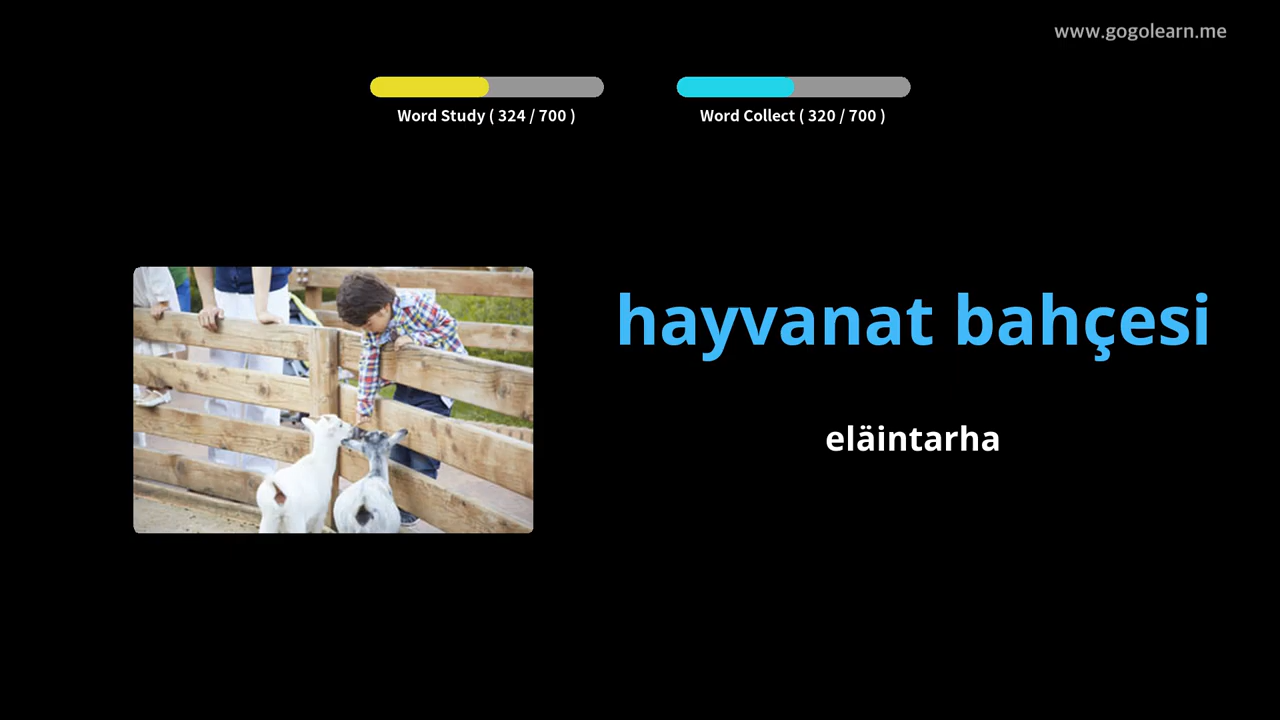 www.gogolearn.me
Word Study ( 324 / 700 )
Word Collect ( 320 / 700 )
hayvanat bahçesi
eläintarha